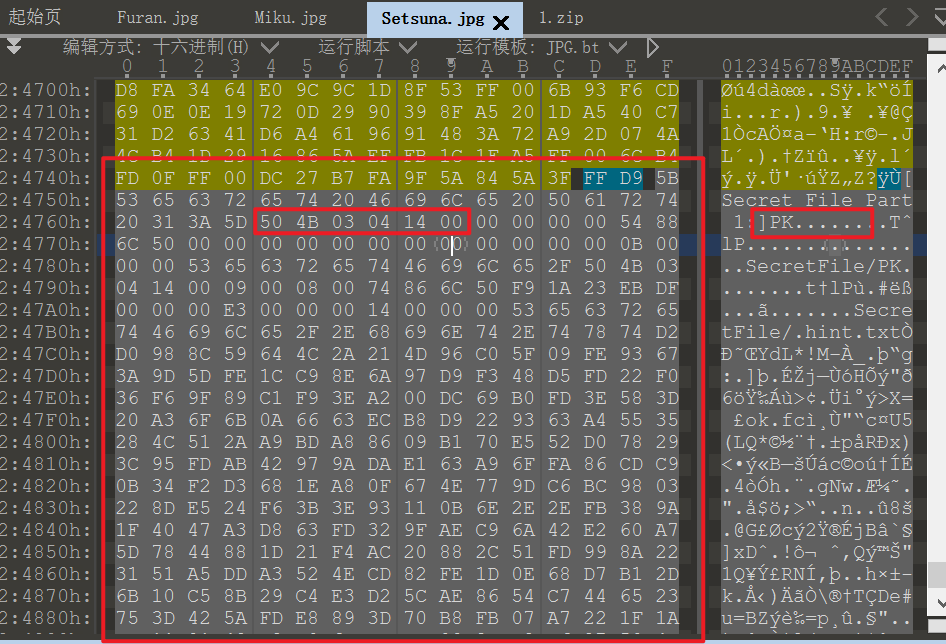 起始页 Furan.jpg Miku.jpg Setsuna.jpg 1.zip
编辑方式: 十六进制(H) 运行脚本 运行模板: JPG.bt
0 1 2 3 4 5 6 7 8 9 A B C D E F 0123456789ABCDEF
2:4700h: D8 FA 34 64 E0 9C 9C 1D 8F 53 FF 00 6B 93 F6 CD Øú4dàœœ..Sÿ.k“öÍ
2:4710h: 69 0E 0E 19 72 0D 29 90 39 8F A5 20 1D A5 40 C7 i...r.).9.¥ .¥@Ç
2:4720h: 31 D2 63 41 D6 A4 61 96 91 48 3A 72 A9 2D 07 4A 1ÒcAÖ¤a–‘H:r©-.J
2:4730h: 4C B4 1D 29 16 86 5A EF FB 1C 1F A5 FF 00 6C B4 L´.).†Zïû..¥ÿ.l´
2:4740h: FD 0F FF 00 DC 27 B7 FA 9F 5A 84 5A 3F FF D9 5B ý.ÿ.Ü'·úŸZ„Z?ÿÙ[
2:4750h: 53 65 63 72 65 74 20 46 69 6C 65 20 50 61 72 74 Secret File Part
2:4760h: 20 31 3A 5D 50 4B 03 04 14 00 00 00 00 00 54 88 1:]PK........Tˆ
2:4770h: 6C 50 00 00 00 00 00 00 00 00 00 00 00 00 0B 00 lP..............
2:4780h: 00 00 53 65 63 72 65 74 46 69 6C 65 2F 50 4B 03 ..SecretFile/PK.
2:4790h: 04 14 00 09 00 08 00 74 86 6C 50 F9 1A 23 EB DF .......t†lPù.#ëß
2:47A0h: 00 00 00 E3 00 00 00 14 00 00 00 53 65 63 72 65 ...ã.......Secre
2:47B0h: 74 46 69 6C 65 2F 2E 68 69 6E 74 2E 74 78 74 D2 tFile/.hint.txtÒ
2:47C0h: D0 98 8C 59 64 4C 2A 21 4D 96 C0 5F 09 FE 93 67 Ð˜ŒYdL*!M–À_.þ“g
2:47D0h: 3A 9D 5D FE 1C C9 8E 6A 97 D9 F3 48 D5 FD 22 F0 :.]þ.ÉŽj—ÙóHÕý"ð
2:47E0h: 36 F6 9F 89 C1 F9 3E A2 00 DC 69 B0 FD 3E 58 3D 6öŸ‰Áù>¢.Üi°ý>X=
2:47F0h: 20 A3 6F 6B 0A 66 63 EC B8 D9 22 93 63 A4 55 35 £ok.fcì¸Ù"“c¤U5
2:4800h: 28 4C 51 2A A9 BD A8 86 09 B1 70 E5 52 D0 78 29 (LQ*©½¨†.±påRÐx)
2:4810h: 3C 95 FD AB 42 97 9A DA E1 63 A9 6F FA 86 CD C9 <•ý«B—šÚác©oú†ÍÉ
2:4820h: 0B 34 F2 D3 68 1E A8 0F 67 4E 77 9D C6 BC 98 03 .4òÓh.¨.gNw.Æ¼˜.
2:4830h: 22 8D E5 24 F6 3B 3E 93 11 0B 6E 2E 2E FB 38 9A ".å$ö;>“..n..û8š
2:4840h: 1F 40 47 A3 D8 63 FD 32 9F AE C9 6A 42 E2 60 A7 .@G£Øcý2Ÿ®ÉjBâ`§
2:4850h: 5D 78 44 88 1D 21 F4 AC 20 88 2C 51 FD 99 8A 22 ]xDˆ.!ô¬ ˆ,Qý™Š"
2:4860h: 31 51 A5 DD A3 52 4E CD 82 FE 1D 0E 68 D7 B1 2D 1Q¥Ý£RNÍ‚þ..h×±-
2:4870h: 6B 10 C5 8B 29 C4 E3 D2 5C AE 86 54 C7 44 65 23 k.Å‹)ÄãÒ\®†TÇDe#
2:4880h: 75 3D 42 5A FD E8 89 3D 70 B8 FB 07 A7 22 1F 1A u=BZýè‰=p¸û.§"..